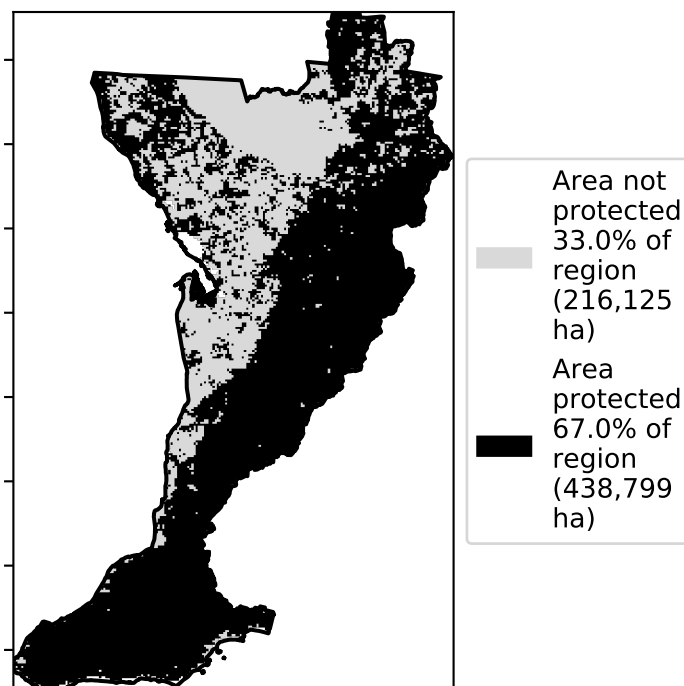 Area not
protected
33.0% of
region
(216,125
ha)
Area
protected
67.0% of
region
(438,799
ha)